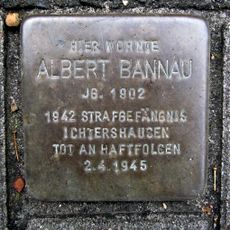 HIER WOHNTE
ALBERT BANNAU
JG. 1902
1942 STRAFGEFÄNGNIS
ICHTERSHAUSEN
TOT AN HAFTFOLGEN
2.4.1945